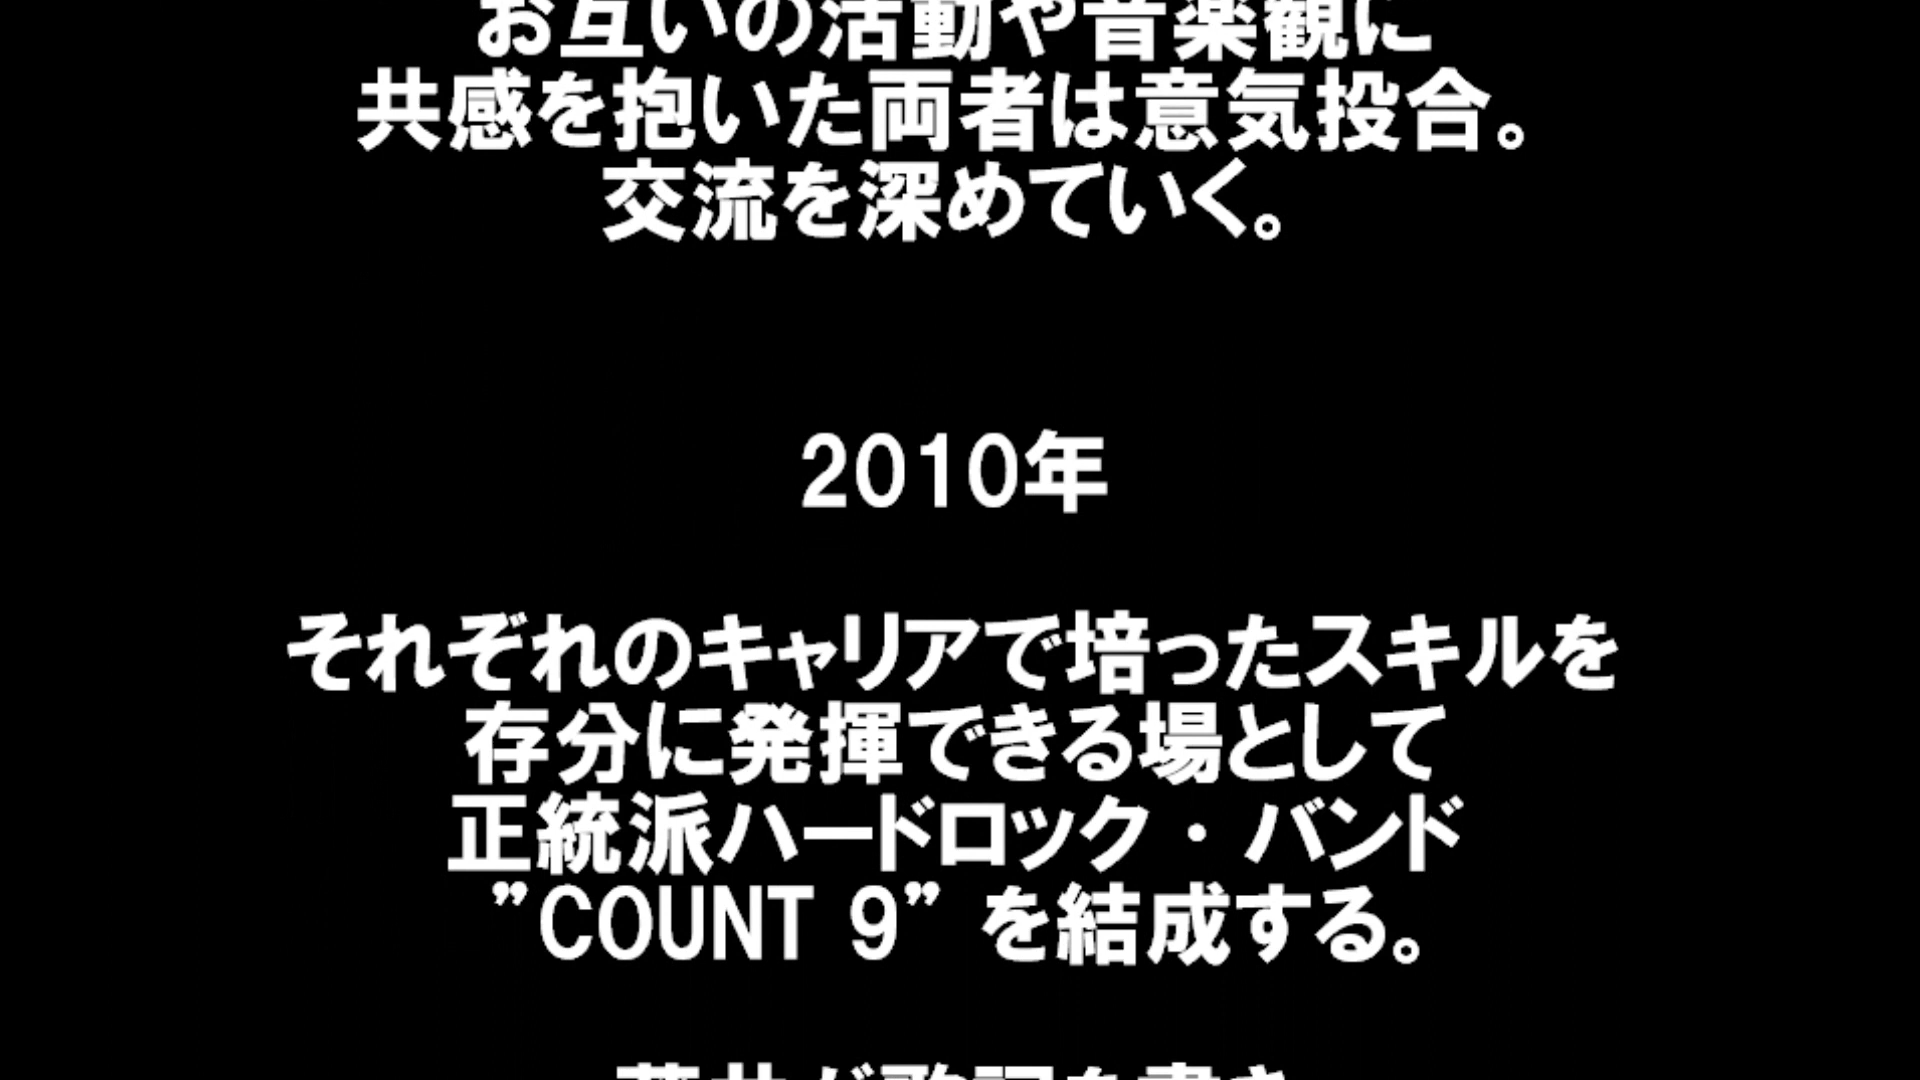 お互いの活動や音楽観に
共感を抱いた両者は意気投合。
交流を深めていく。
2010年
それぞれのキャリアで培ったスキルを
存分に発揮できる場として
正統派ハードロック・バンド
”COUNT 9” を結成する。